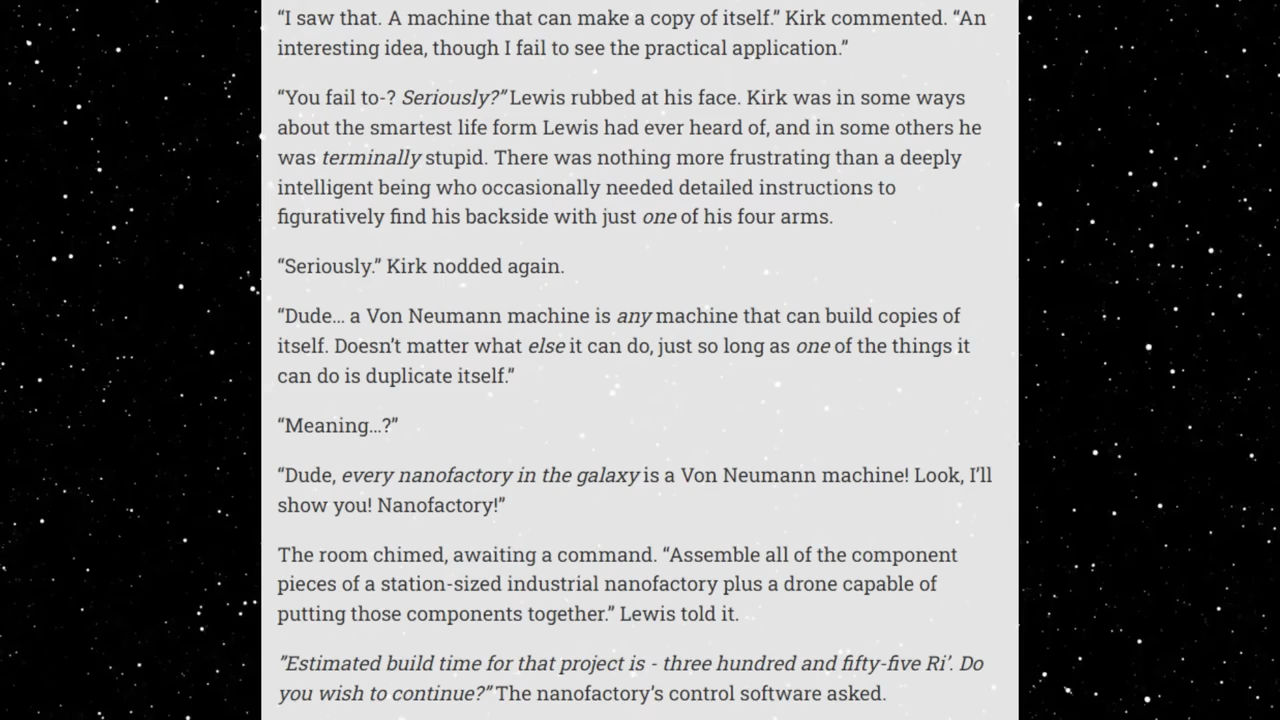 “I saw that. A machine that can make a copy of itself.” Kirk commented. “An
interesting idea, though I fail to see the practical application.”
“You fail to-? Seriously?” Lewis rubbed at his face. Kirk was in some ways
about the smartest life form Lewis had ever heard of, and in some others he
was terminally stupid. There was nothing more frustrating than a deeply
intelligent being who occasionally needed detailed instructions to
figuratively find his backside with just one of his four arms.
“Seriously.” Kirk nodded again.
“Dude… a Von Neumann machine is any machine that can build copies of
itself. Doesn’t matter what else it can do, just so long as one of the things it
can do is duplicate itself.”
“Meaning…?”
“Dude, every nanofactory in the galaxy is a Von Neumann machine! Look, I’ll
show you! Nanofactory!”
The room chimed, awaiting a command. “Assemble all of the component
pieces of a station-sized industrial nanofactory plus a drone capable of
putting those components together.” Lewis told it.
”Estimated build time for that project is - three hundred and fifty-five Ri’. Do
you wish to continue?” The nanofactory’s control software asked.